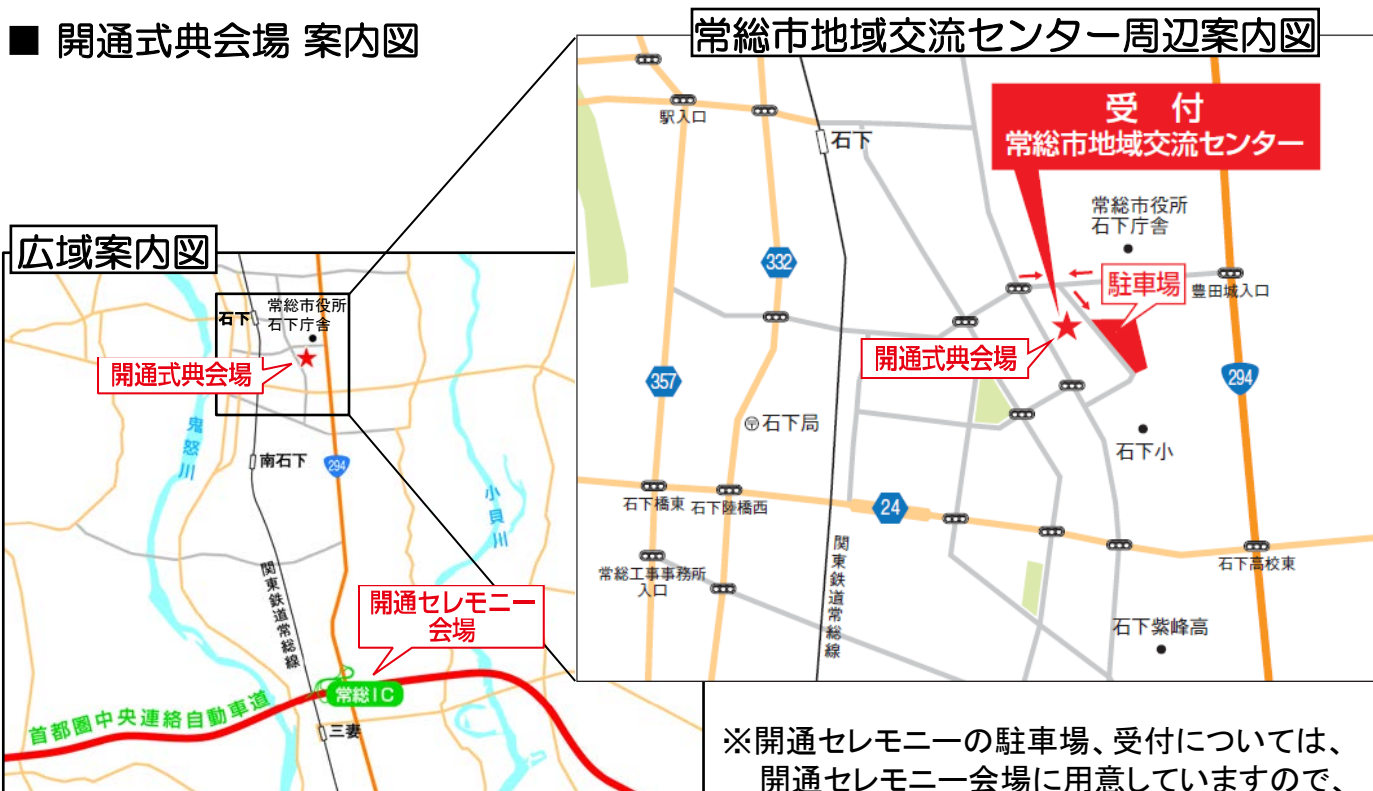 ■ 開通式典会場 案内図
常総市地域交流センター周辺案内図
受 付
常総市地域交流センター
駅入口
石下
常総市役所
石下庁舎
332
駐車場
豊田城入口
開通式典会場
357
294
石下局
石下小
石下橋東
石下陸橋西
24
常総工事事務所
入口
関東鉄道常総線
石下高校東
石下紫峰高
広域案内図
石下
常総市役所
石下庁舎
開通式典会場
鬼怒川
南石下
294
小貝川
関東鉄道常総線
開通セレモニー
会場
常総IC
首都圏中央連絡自動車道
三妻
※開通セレモニーの駐車場、受付については、
開通セレモニー会場に用意していますので、